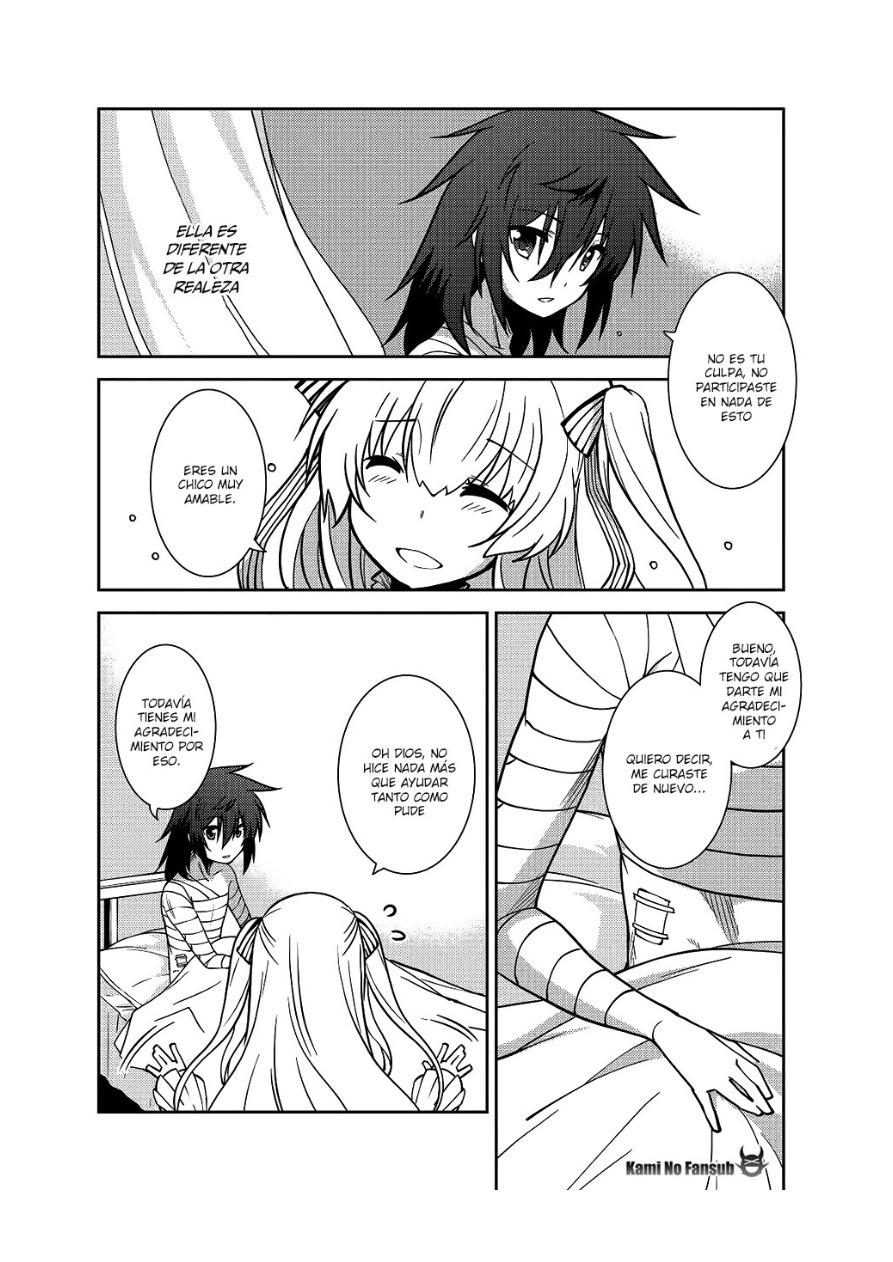 ELLA ES
DIFERENTE
DE LA OTRA
REALEZA
NO ES TU
CULPA, NO
PARTICIPASTE
EN NADA DE
ESTO
ERES UN
CHICO MUY
AMABLE.
BUENO,
TODAVÍA
TENGO QUE
DARTE MI
AGRADECI-
MIENTO
A TI
QUIERO DECIR,
ME CURASTE
DE NUEVO...
OH DIOS, NO
HICE NADA MÁS
QUE AYUDAR
TANTO COMO
PUDE
TODAVÍA
TIENES MI
AGRADECI-
MIENTO POR
ESO.
Kami No Fansub